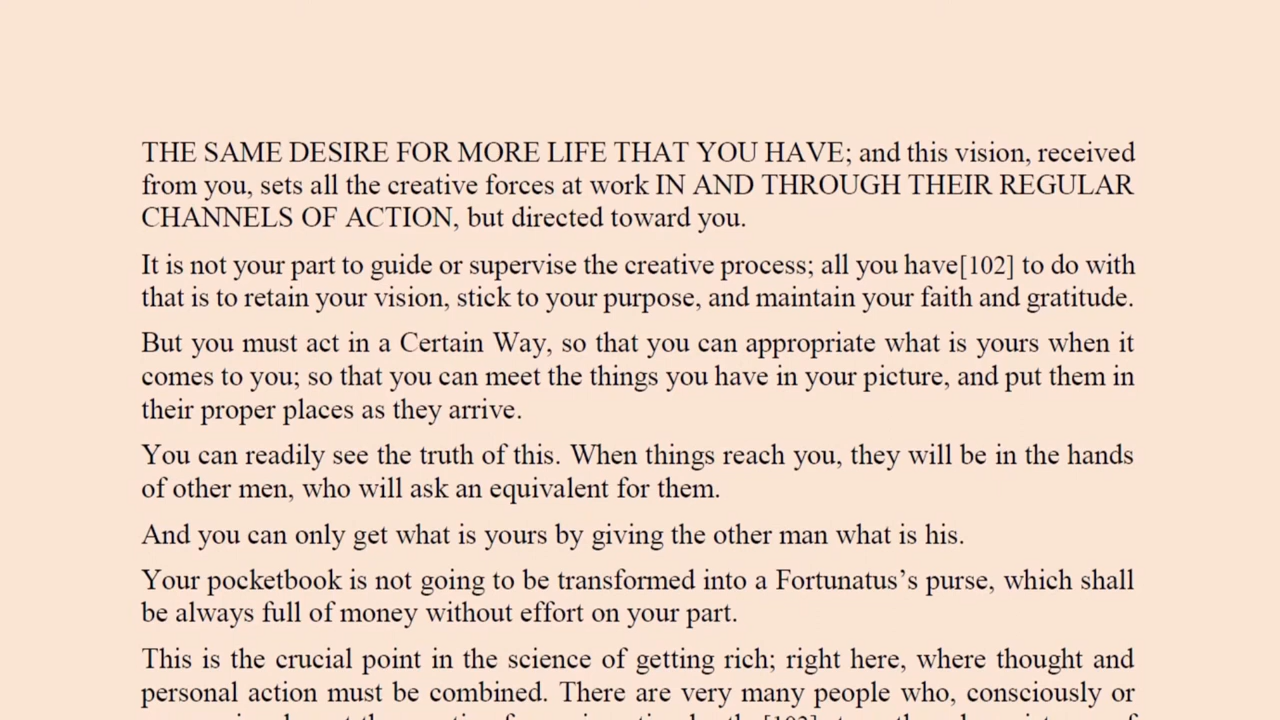 THE SAME DESIRE FOR MORE LIFE THAT YOU HAVE; and this vision, received
from you, sets all the creative forces at work IN AND THROUGH THEIR REGULAR
CHANNELS OF ACTION, but directed toward you.
It is not your part to guide or supervise the creative process; all you have[102] to do with
that is to retain your vision, stick to your purpose, and maintain your faith and gratitude.
But you must act in a Certain Way, so that you can appropriate what is yours when it
comes to you; so that you can meet the things you have in your picture, and put them in
their proper places as they arrive.
You can readily see the truth of this. When things reach you, they will be in the hands
of other men, who will ask an equivalent for them.
And you can only get what is yours by giving the other man what is his.
Your pocketbook is not going to be transformed into a Fortunatus’s purse, which shall
be always full of money without effort on your part.
This is the crucial point in the science of getting rich; right here, where thought and
personal action must be combined. There are very many people who, consciously or